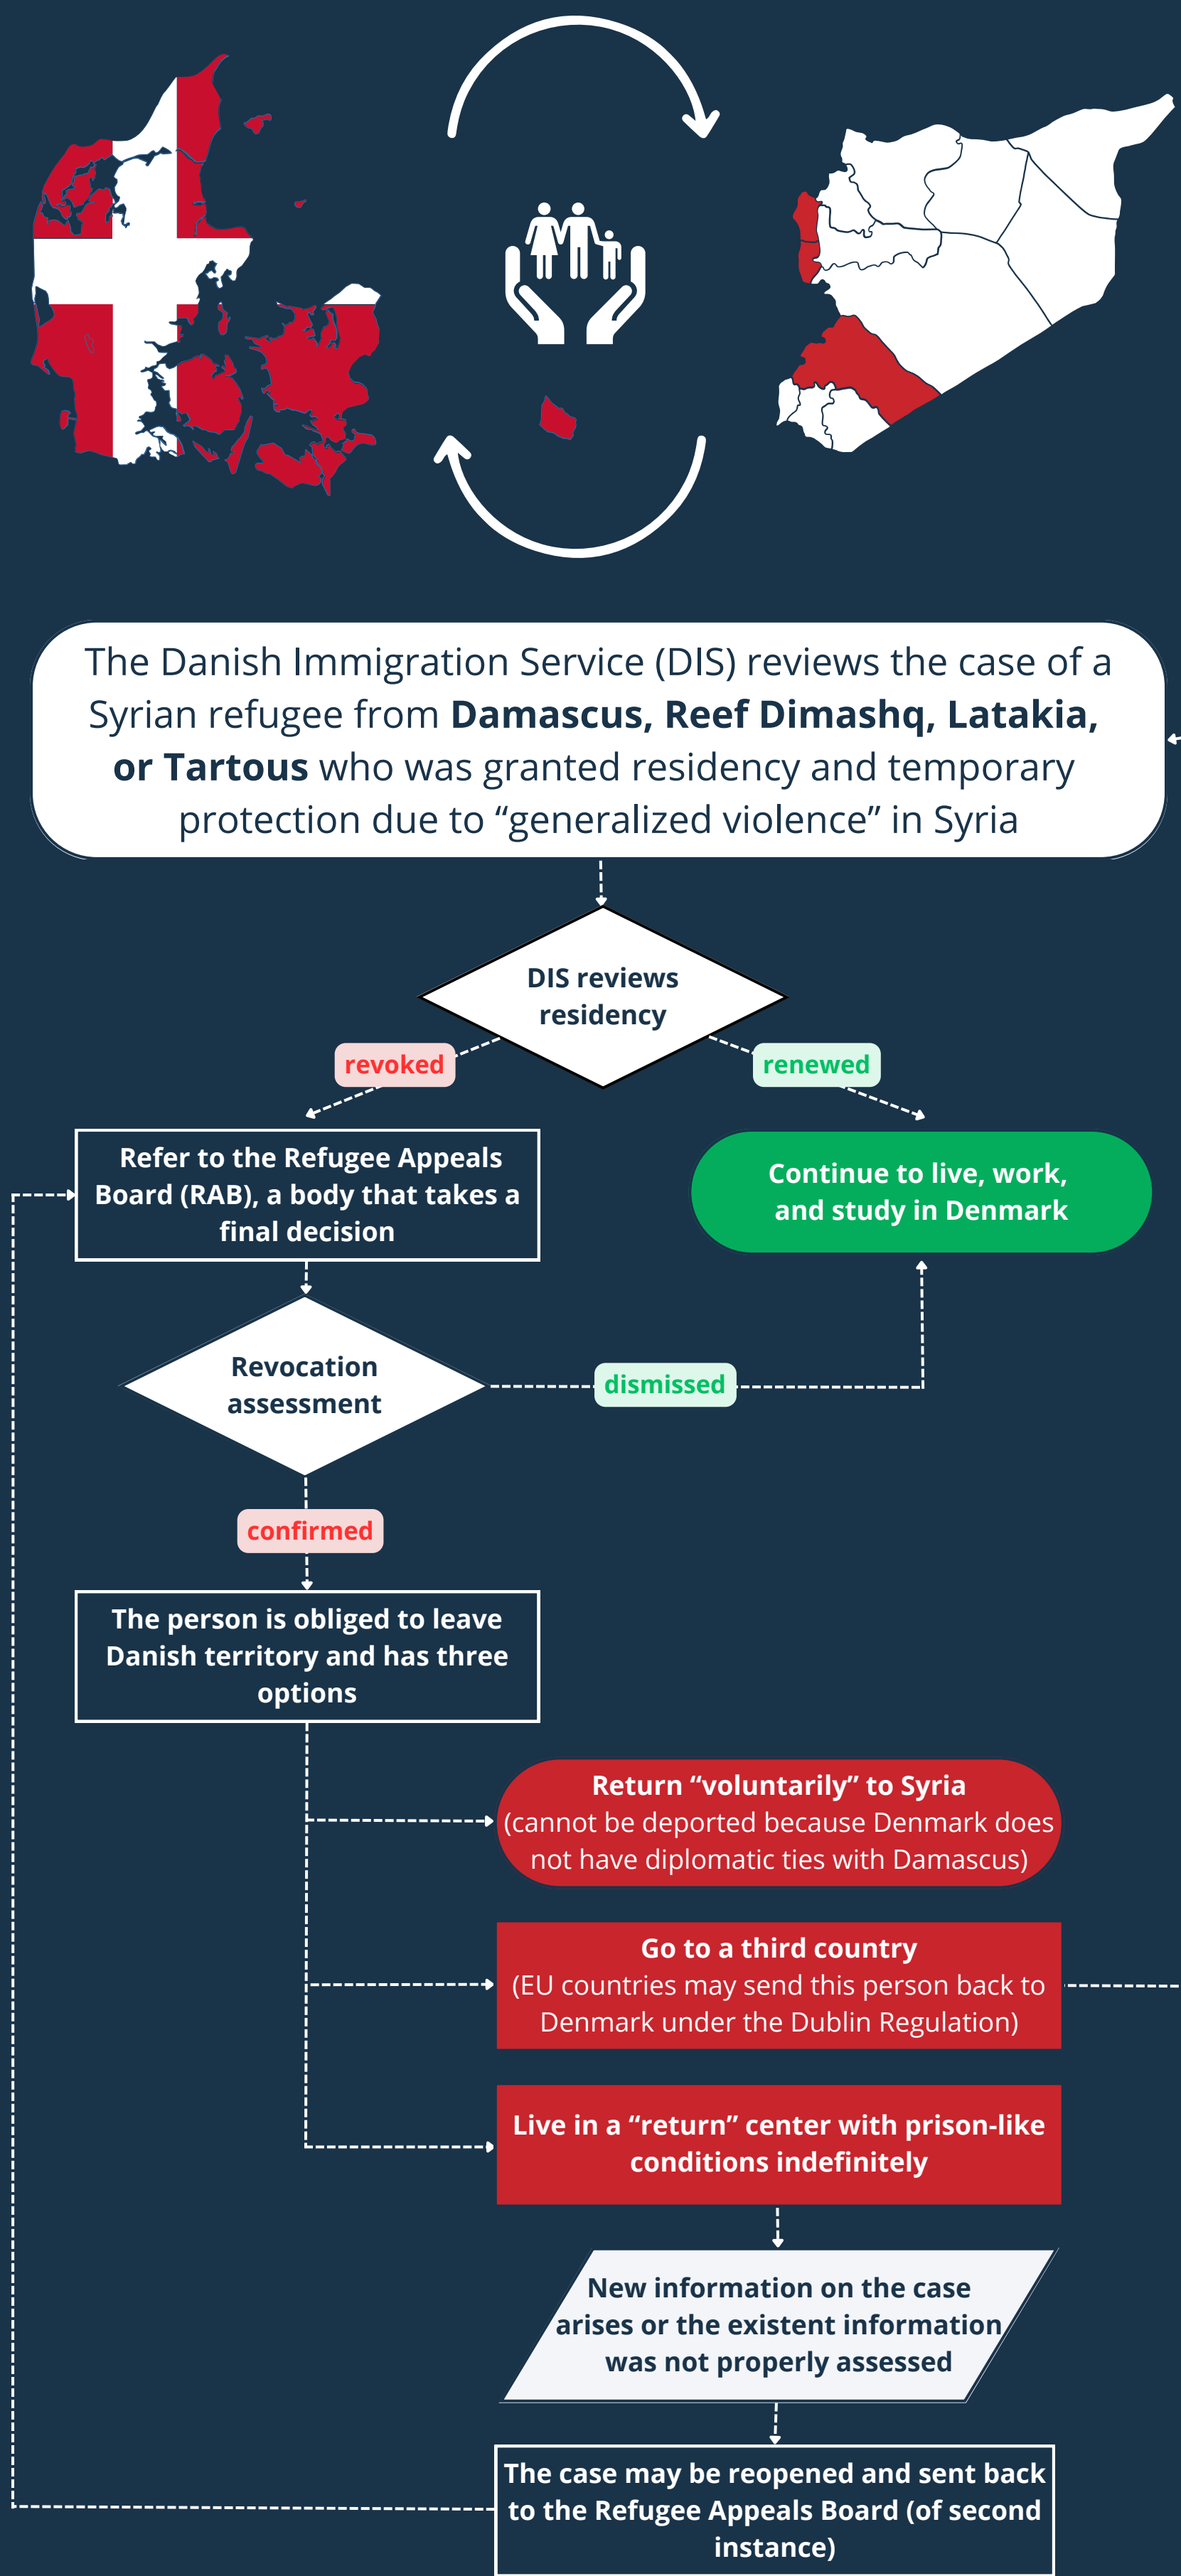 The Danish Immigration Service (DIS) reviews the case of a
Syrian refugee from Damascus, Reef Dimashq, Latakia,
or Tartous who was granted residency and temporary
protection due to “generalized violence” in Syria
DIS reviews
residency
revoked
renewed
Refer to the Refugee Appeals
Board (RAB), a body that takes a
final decision
Continue to live, work,
and study in Denmark
Revocation
assessment
dismissed
confirmed
The person is obliged to leave
Danish territory and has three
options
Return “voluntarily” to Syria
(cannot be deported because Denmark does
not have diplomatic ties with Damascus)
Go to a third country
(EU countries may send this person back to
Denmark under the Dublin Regulation)
Live in a “return” center with prison-like
conditions indefinitely
New information on the case
arises or the existent information
was not properly assessed
The case may be reopened and sent back
to the Refugee Appeals Board (of second
instance)